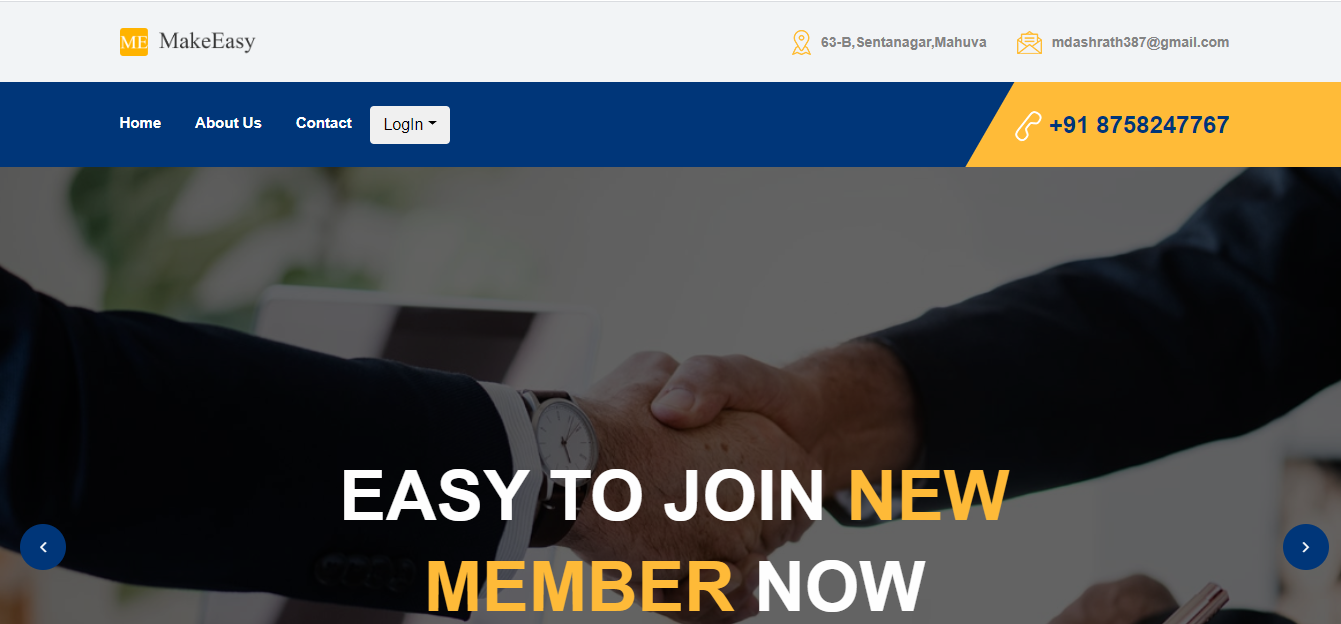 ME MakeEasy
63-B,Sentanagar,Mahuva
mdashrath387@gmail.com
Home
About Us
Contact
LogIn
+91 8758247767
EASY TO JOIN NEW
MEMBER NOW